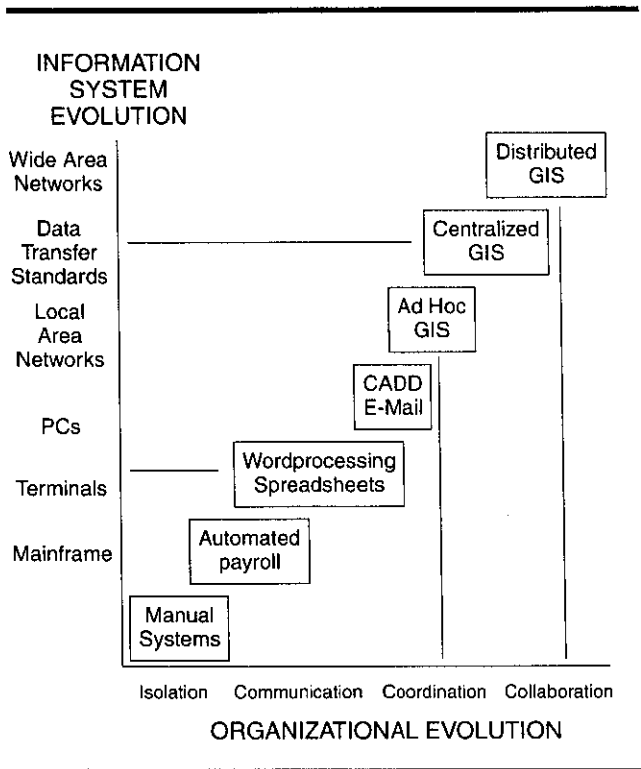 INFORMATION
SYSTEM
EVOLUTION
Wide Area
Networks
Distributed
GIS
Data
Transfer
Standards
Centralized
GIS
Local
Area
Networks
Ad Hoc
GIS
CADD
E-Mail
PCs
Wordprocessing
Spreadsheets
Terminals
Mainframe
Automated
payroll
Manual
Systems
Isolation Communication Coordination Collaboration
ORGANIZATIONAL EVOLUTION